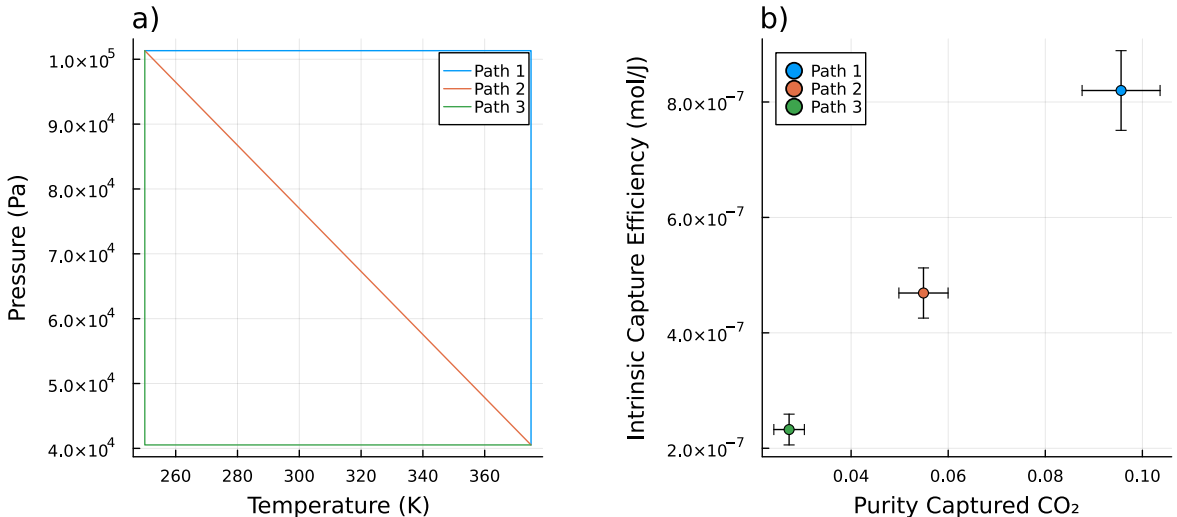 a)
Pressure (Pa)
1.0×10⁵
9.0×10⁴
8.0×10⁴
7.0×10⁴
6.0×10⁴
5.0×10⁴
4.0×10⁴
260 280 300 320 340 360
Temperature (K)
Path 1
Path 2
Path 3
b)
Intrinsic Capture Efficiency (mol/J)
8.0×10⁻⁷
6.0×10⁻⁷
4.0×10⁻⁷
2.0×10⁻⁷
0.04 0.06 0.08 0.10
Purity Captured CO₂
Path 1
Path 2
Path 3